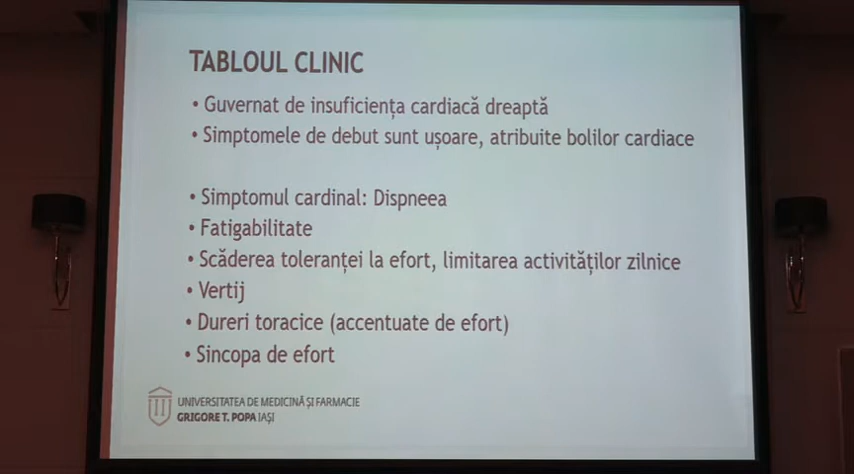 TABLOUL CLINIC
• Guvernat de insuficiența cardiacă dreaptă
• Simptomele de debut sunt ușoare, atribuite bolilor cardiace
• Simptomul cardinal: Dispneea
• Fatigabilitate
• Scăderea toleranței la efort, limitarea activităților zilnice
• Vertij
• Dureri toracice (accentuate de efort)
• Sincopa de efort
UNIVERSITATEA DE MEDICINĂ ȘI FARMACIE
GRIGORE T. POPA IAȘI